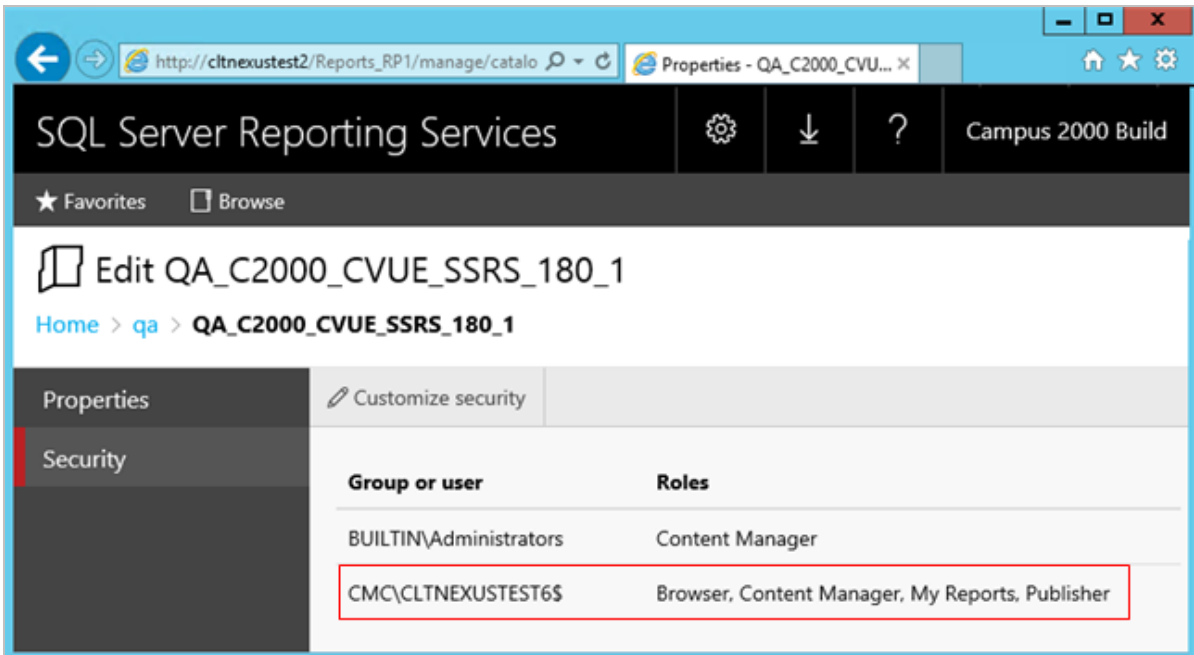 http://cltnexustest2/Reports_RP1/manage/catalo
Properties - QA_C2000_CVU...
SQL Server Reporting Services
?
Campus 2000 Build
Favorites
Browse
Edit QA_C2000_CVUE_SSRS_180_1
Home > qa > QA_C2000_CVUE_SSRS_180_1
Properties
Customize security
Security
Group or user Roles
BUILTIN\Administrators Content Manager
CMC\CLTNEXUSTEST6$ Browser, Content Manager, My Reports, Publisher